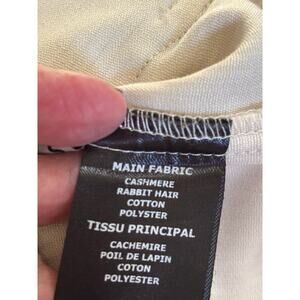 MAIN FABRIC
CASHMERE
RABBIT HAIR
COTTON
POLYESTER
TISSU PRINCIPAL
CACHEMIRE
POIL DE LAPIN
COTON
POLYESTER